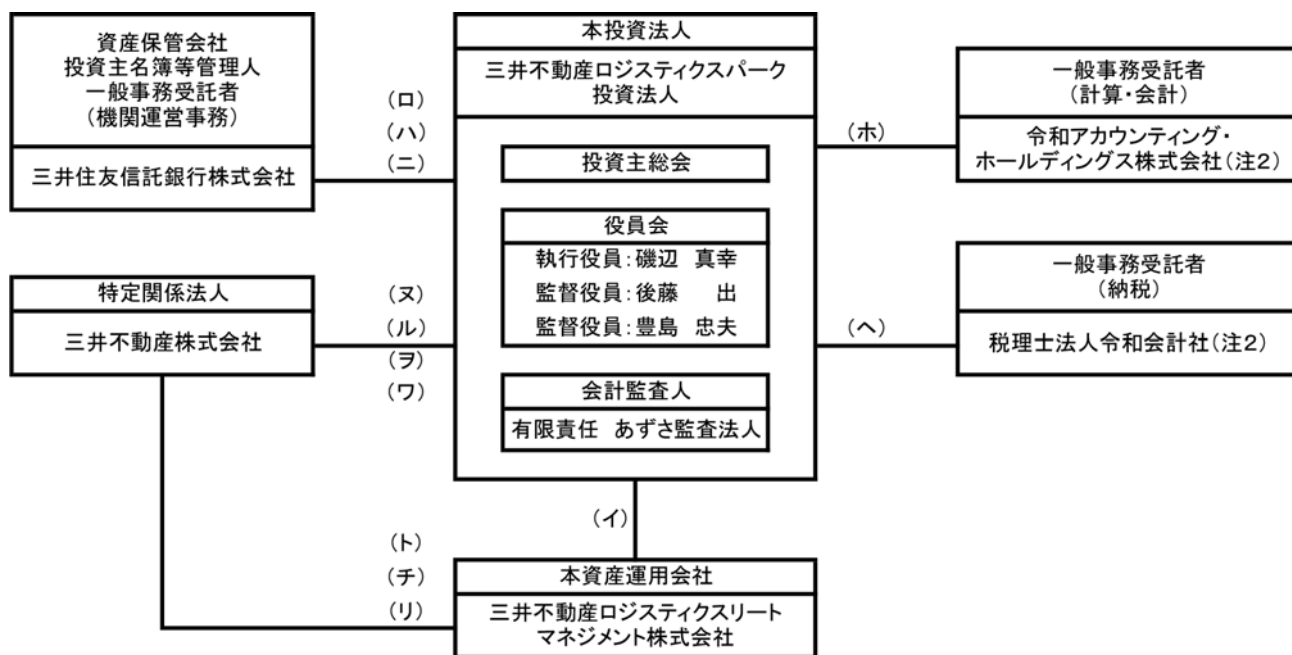 資産保管会社
投資主名簿等管理人
一般事務受託者
(機関運営事務)
三井住友信託銀行株式会社
(ロ)
(ハ)
(ニ)
特定関係法人
三井不動産株式会社
(ヌ)
(ル)
(ヲ)
(ワ)
本投資法人
三井不動産ロジスティクスパーク
投資法人
投資主総会
役員会
執行役員:磯辺 真幸
監督役員:後藤 出
監督役員:豊島 忠夫
会計監査人
有限責任 あずさ監査法人
(ホ)
一般事務受託者
(計算・会計)
令和アカウンティング・
ホールディングス株式会社(注2)
(ヘ)
一般事務受託者
(納税)
税理士法人令和会計社(注2)
(イ)
(ト)
(チ)
(リ)
本資産運用会社
三井不動産ロジスティクスリート
マネジメント株式会社